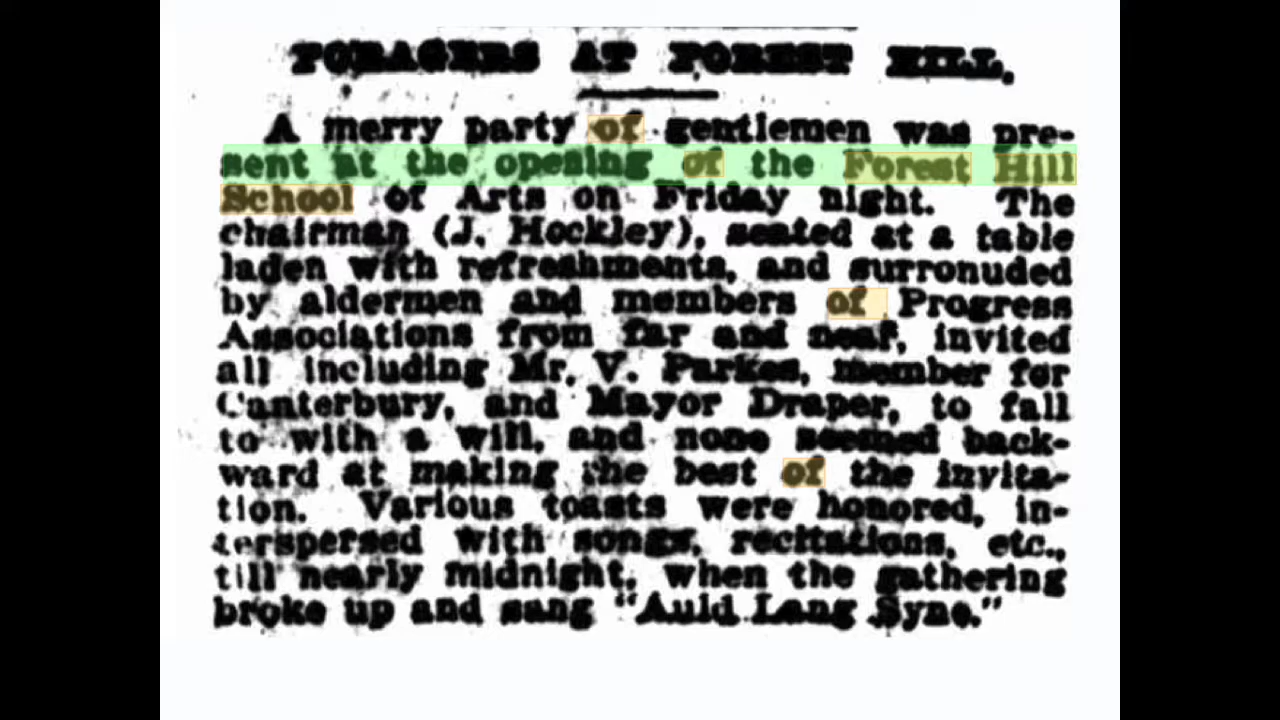 FORAGERS AT FOREST HILL.
A merry party of gentlemen was pre-
sent at the opening of the Forest Hill
School of Arts on Friday night. The
chairman (J. Hockley), seated at a table
laden with refreshments, and surronuded
by aldermen and members of Progress
Associations from far and near, invited
all including Mr. V. Parkes, member for
Canterbury, and Mayor Draper, to fall
to with a will, and none seemed back-
ward at making the best of the invita-
tion. Various toasts were honored, in-
terspersed with songs, recitations, etc.,
till nearly midnight, when the gathering
broke up and sang "Auld Lang Syne."